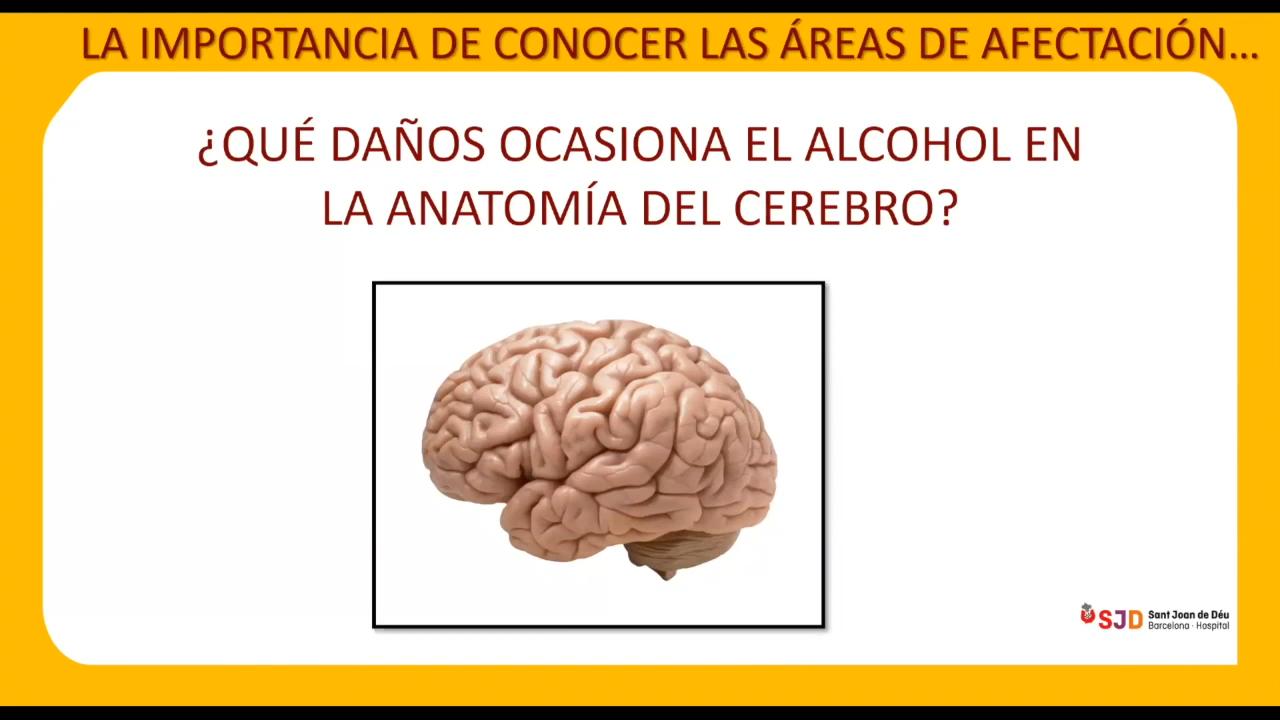 LA IMPORTANCIA DE CONOCER LAS ÁREAS DE AFECTACIÓN...
¿QUÉ DAÑOS OCASIONA EL ALCOHOL EN
LA ANATOMÍA DEL CEREBRO?
SJD Sant Joan de Déu
Barcelona · Hospital